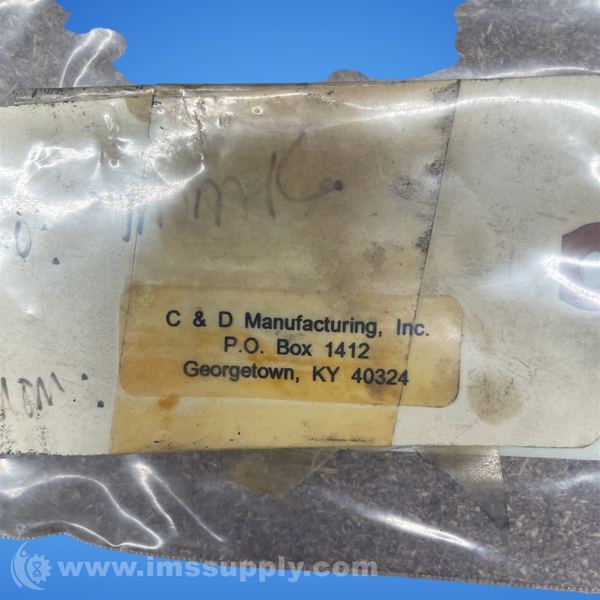 C & D Manufacturing, Inc.
P.O. Box 1412
Georgetown, KY 40324
www.imssupply.com